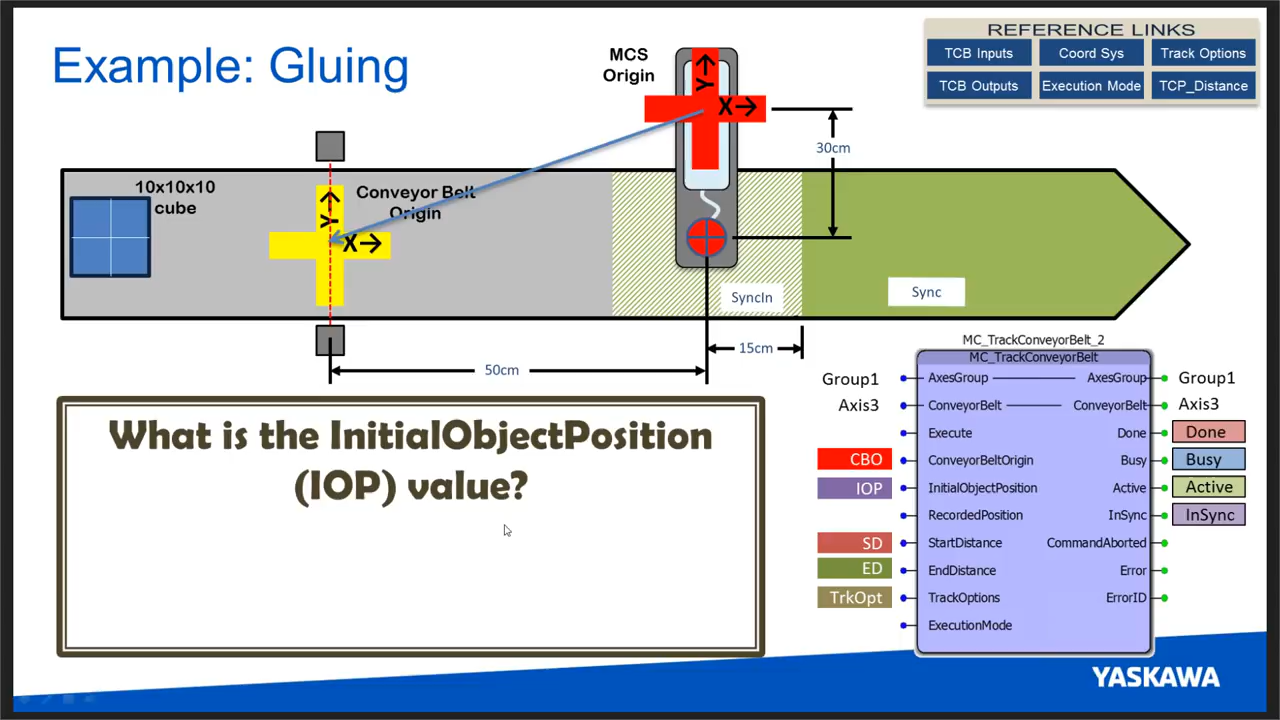 Example: Gluing
MCS
Origin
REFERENCE LINKS
TCB Inputs
Coord Sys
Track Options
TCB Outputs
Execution Mode
TCP_Distance
Y→
X→
30cm
10x10x10
cube
Conveyor Belt
Origin
Y→
X→
SyncIn
Sync
15cm
50cm
What is the InitialObjectPosition
(IOP) value?
MC_TrackConveyorBelt_2
MC_TrackConveyorBelt
Group1 AxesGroup AxesGroup Group1
Axis3 ConveyorBelt ConveyorBelt Axis3
Execute Done Done
CBO ConveyorBeltOrigin Busy Busy
IOP InitialObjectPosition Active Active
RecordedPosition InSync InSync
SD StartDistance CommandAborted
ED EndDistance Error
TrkOpt TrackOptions ErrorID
ExecutionMode
YASKAWA